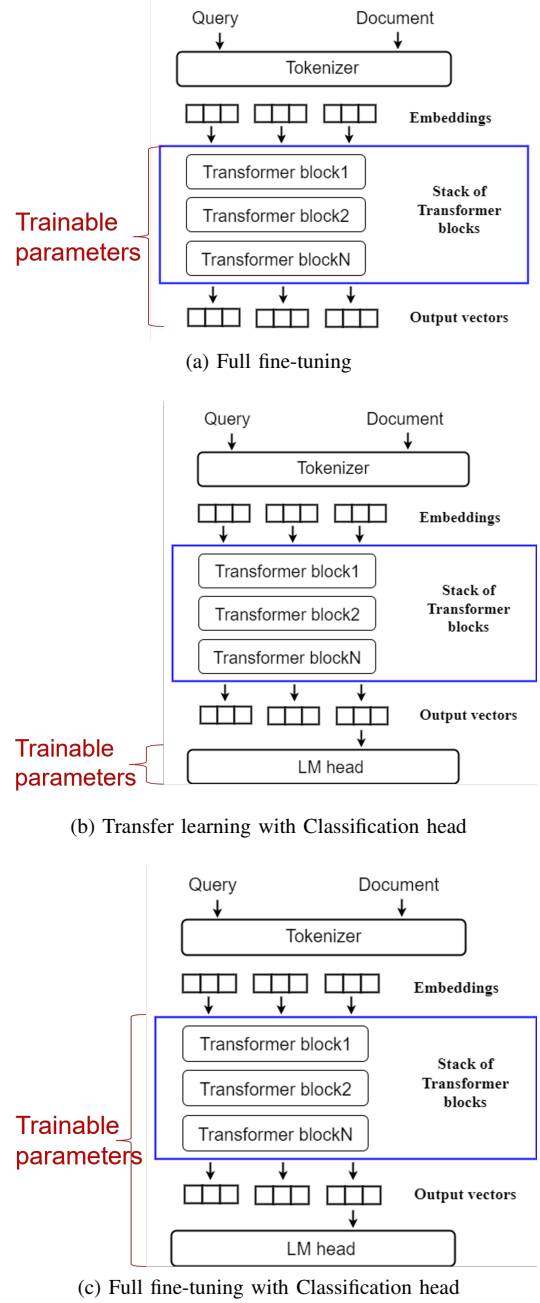 Query Document
Tokenizer
Embeddings
Transformer block1
Stack of
Transformer
blocks
Transformer block2
Transformer blockN
Trainable
parameters
Output vectors
(a) Full fine-tuning
Query Document
Tokenizer
Embeddings
Transformer block1
Stack of
Transformer
blocks
Transformer block2
Transformer blockN
Output vectors
Trainable
parameters
LM head
(b) Transfer learning with Classification head
Query Document
Tokenizer
Embeddings
Transformer block1
Stack of
Transformer
blocks
Transformer block2
Transformer blockN
Trainable
parameters
Output vectors
LM head
(c) Full fine-tuning with Classification head